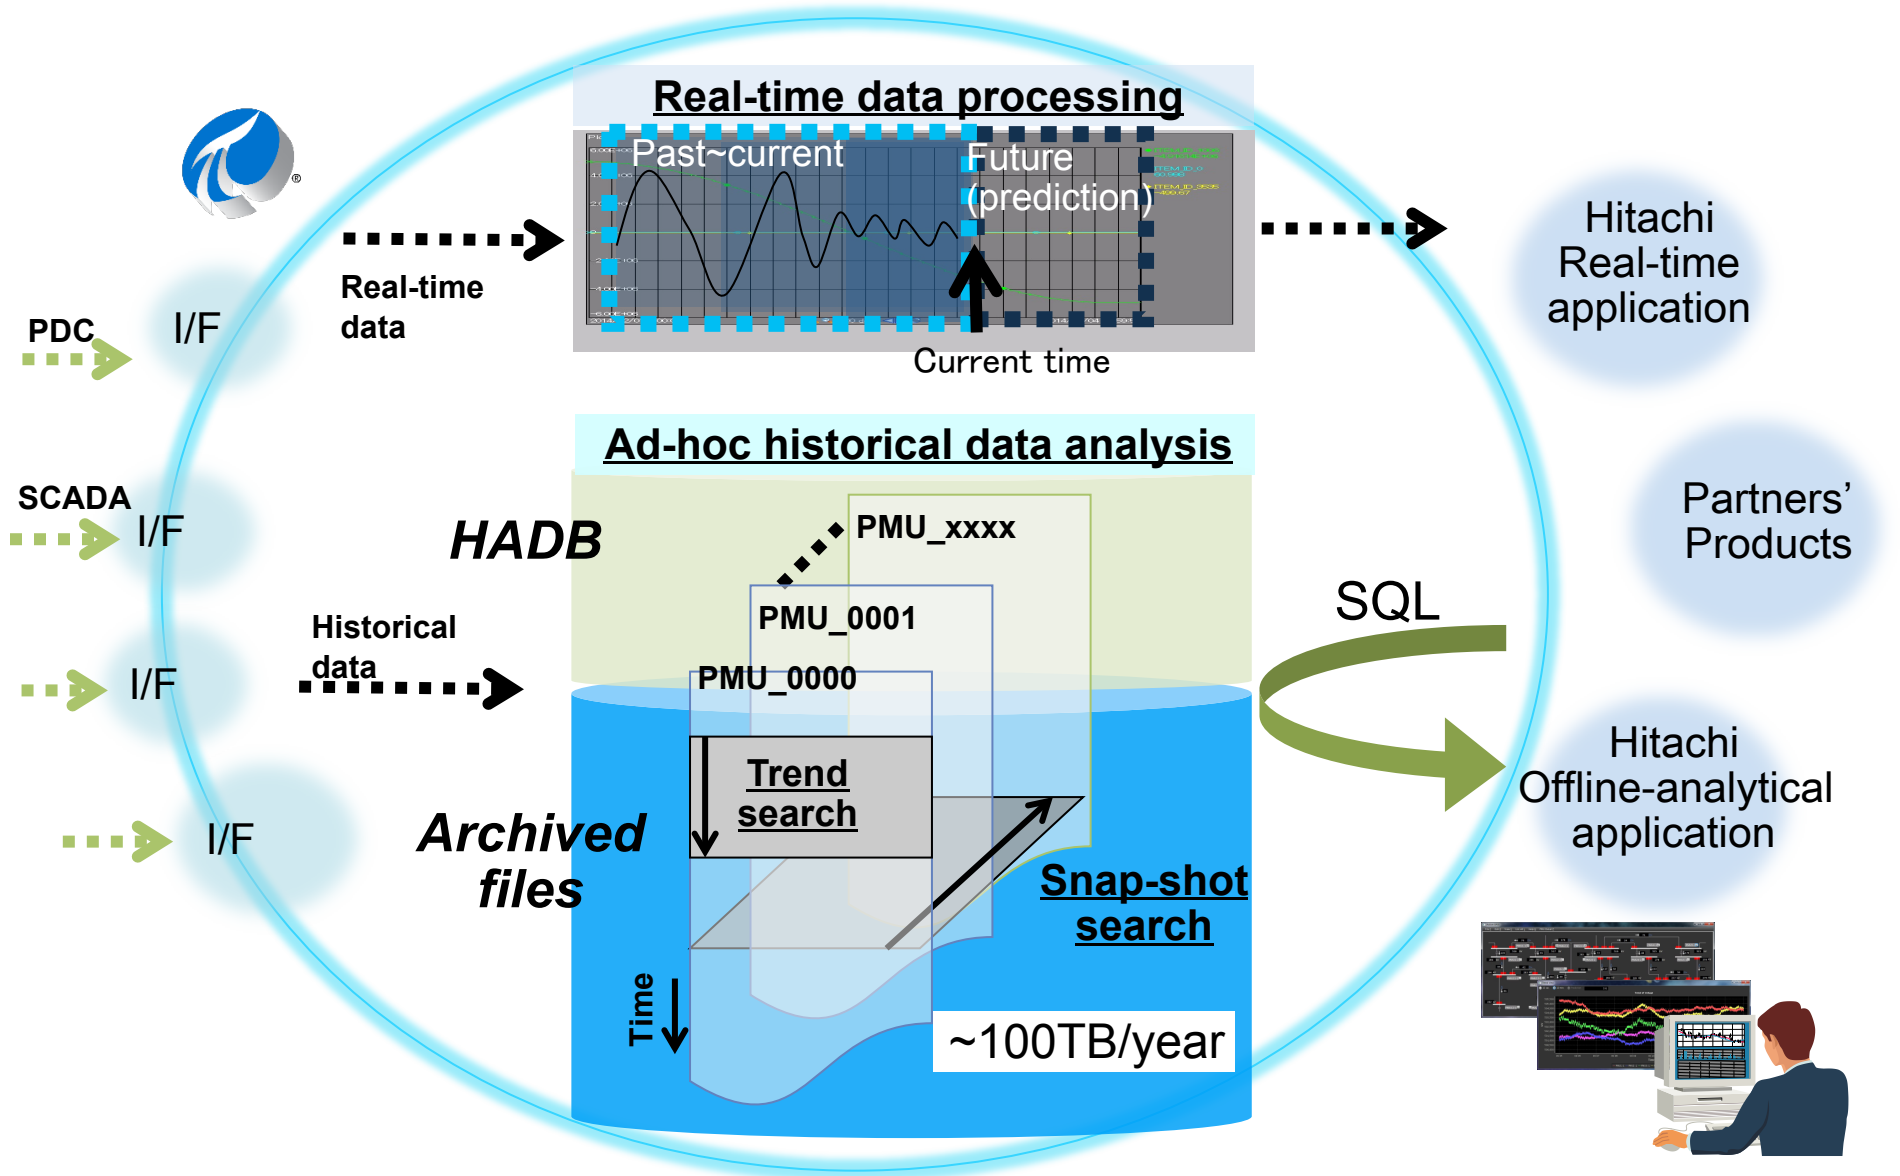 Real-time data processing
Past~current
Future
(prediction)
®
Real-time
data
Current time
PDC
I/F
SCADA
I/F
I/F
I/F
Hitachi
Real-time
application
Partners’
Products
Hitachi
Offline-analytical
application
Ad-hoc historical data analysis
HADB
PMU_xxxx
PMU_0001
PMU_0000
Historical
data
SQL
Trend
search
Archived
files
Snap-shot
search
Time
~100TB/year